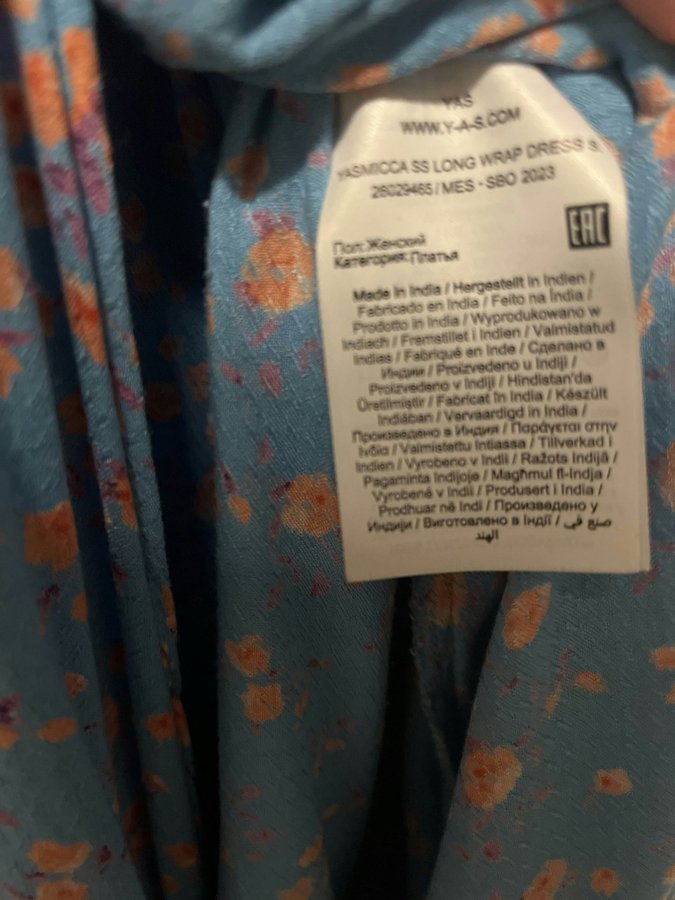 YAS
WWW.Y-A-S.COM
YASMICCA SS LONG WRAP DRESS S.
26029465/MES - SBO 2023
EAC
Пол:Женский
Категория:Платья
Made in India / Hergestellt in Indien /
Fabricado en India / Feito na Índia /
Prodotto in India / Wyprodukowano w
Indiach / Fremstillet i Indien / Valmistatud
Indias / Fabriqué en Inde / Сделано в
Индии / Proizvedeno u Indiji /
Proizvedeno v Indiji / Hindistan'da
Üretilmiştir / Fabricat în India / Készült
Indiában / Vervaardigd in India /
Произведено в Индия / Παράγεται στην
Ινδία / Valmistettu Intiassa / Tillverkad i
Indien / Vyrobeno v Indii / Ražots Indijā /
Pagaminta Indijoje / Magħmul fl-Indja /
Vyrobené v Indii / Produsert i India /
Prodhuar në Indi / Произведено у
Индији / Виготовлено в Індії / صنع في
الهند